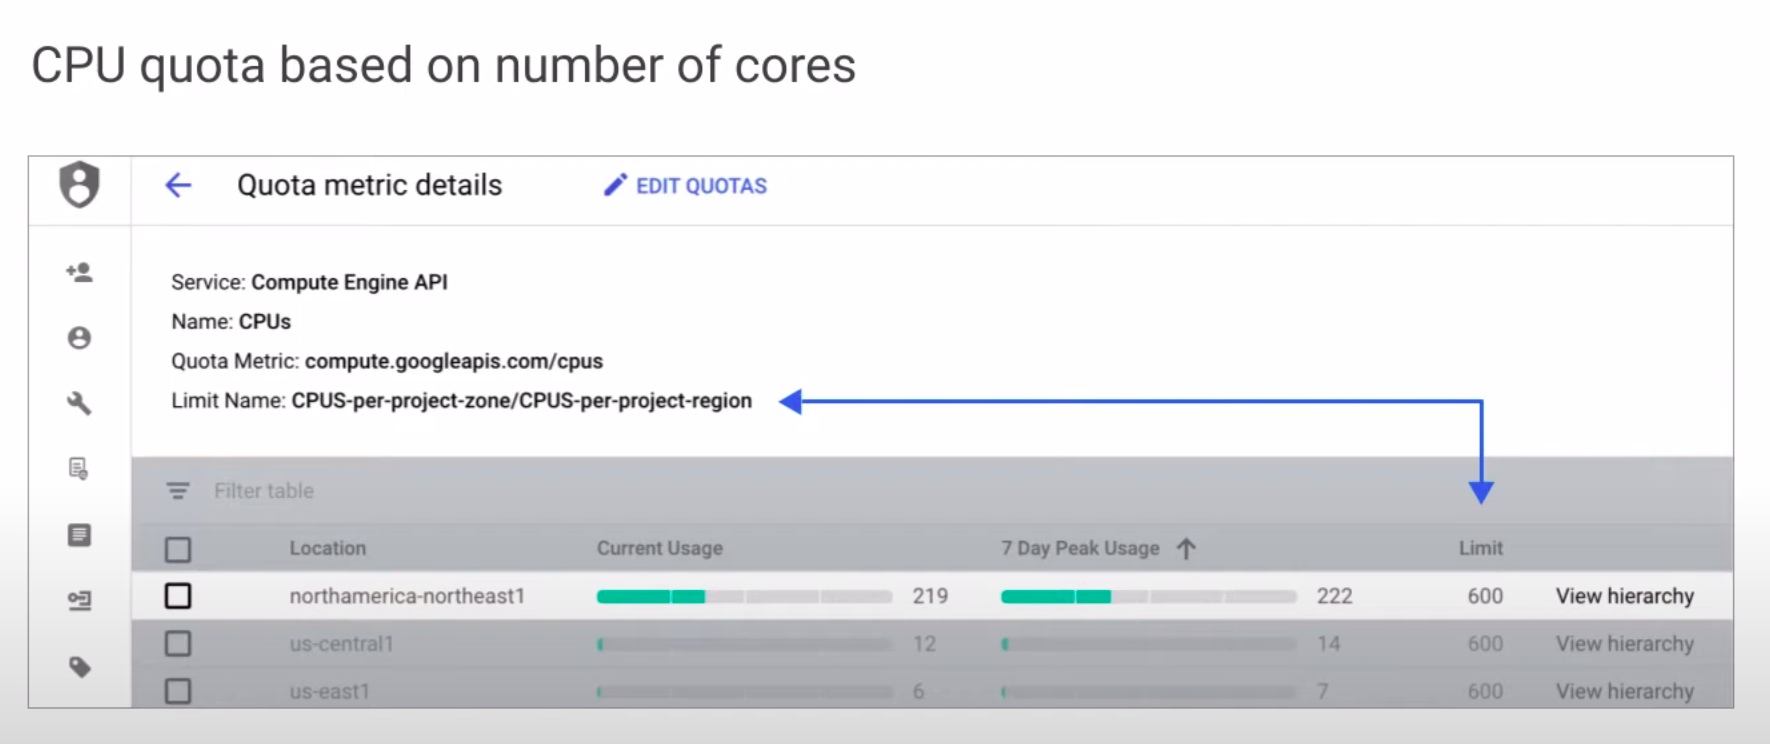 CPU quota based on number of cores
Quota metric details EDIT QUOTAS
Service: Compute Engine API
Name: CPUs
Quota Metric: compute.googleapis.com/cpus
Limit Name: CPUS-per-project-zone/CPUS-per-project-region
Filter table
Location Current Usage 7 Day Peak Usage Limit
northamerica-northeast1 219 222 600 View hierarchy
us-central1 12 14 600 View hierarchy
us-east1 6 7 600 View hierarchy